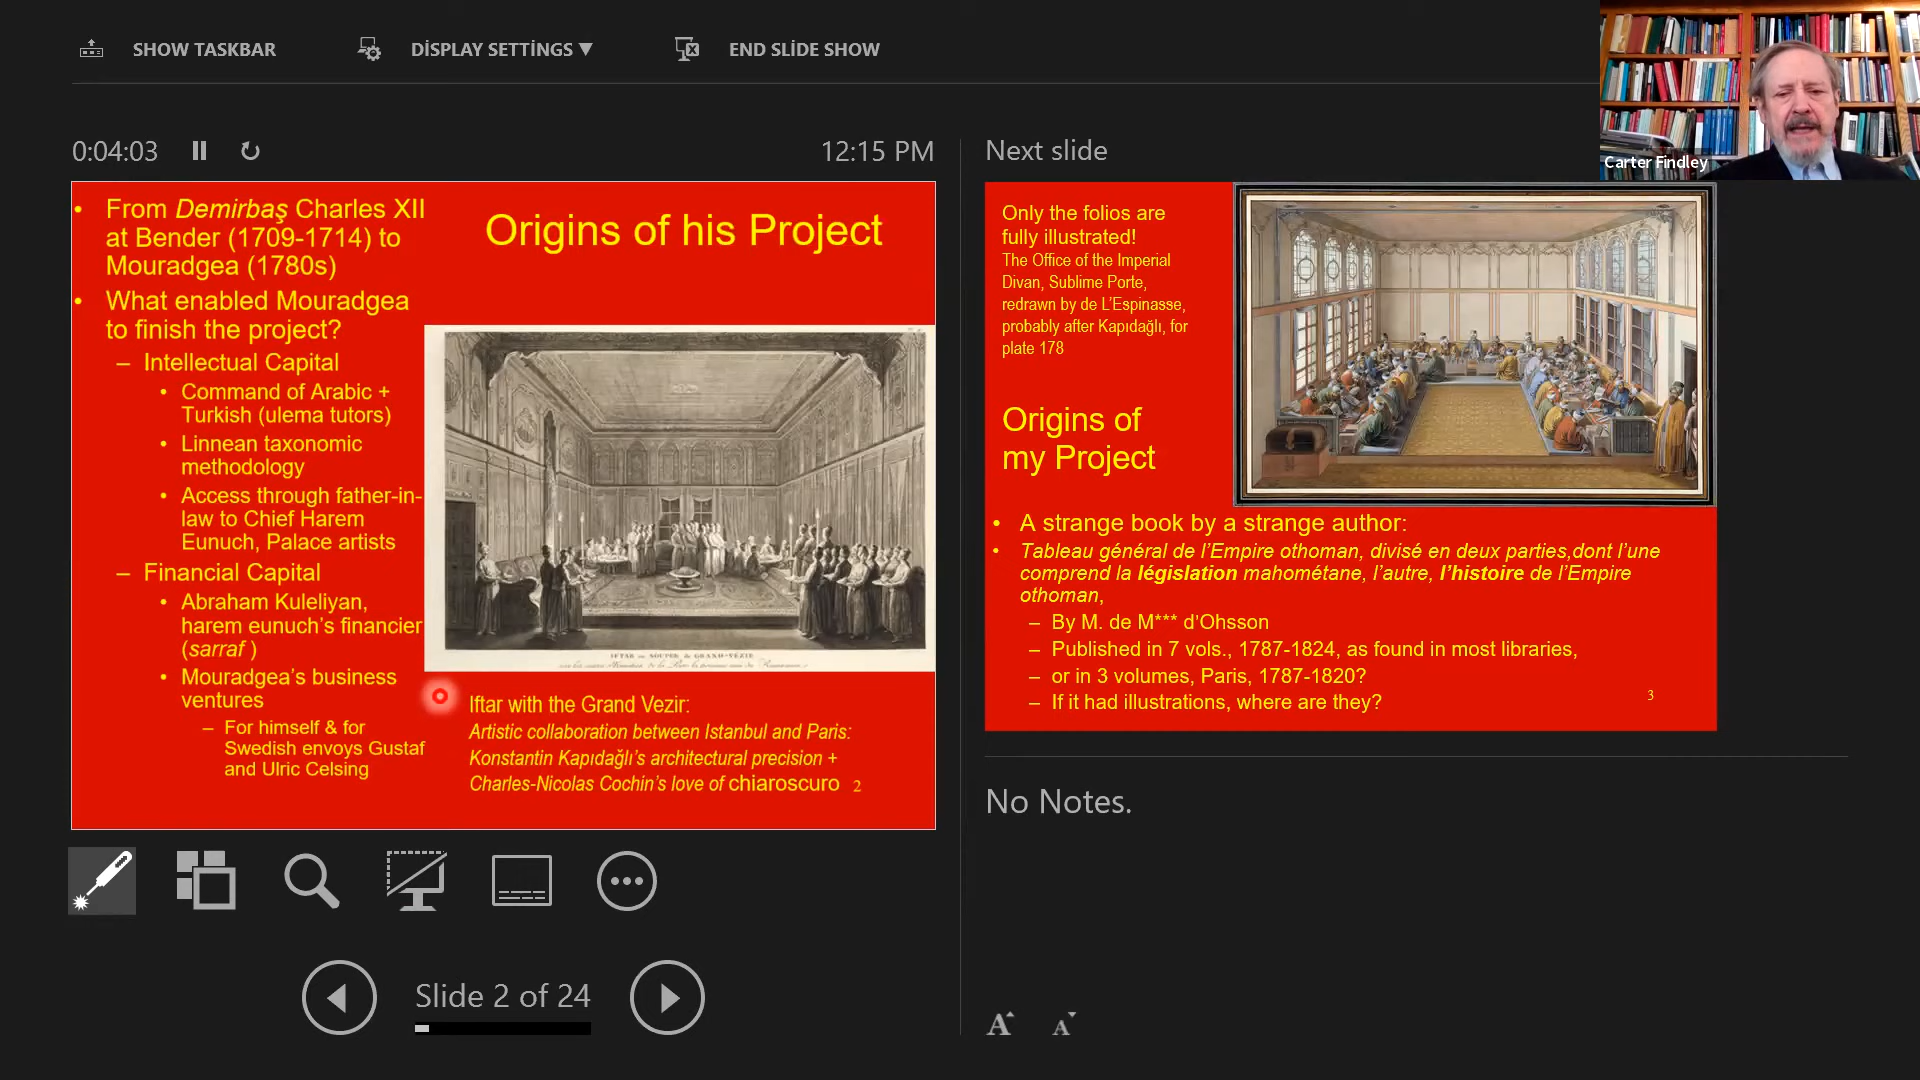 SHOW TASKBAR
DİSPLAY SETTİNGS ▼
END SLİDE SHOW
Carter Findley
0:04:03
12:15 PM
• From Demirbaş Charles XII
at Bender (1709-1714) to
Mouradgea (1780s)
• What enabled Mouradgea
to finish the project?
– Intellectual Capital
• Command of Arabic +
Turkish (ulema tutors)
• Linnean taxonomic
methodology
• Access through father-in-
law to Chief Harem
Eunuch, Palace artists
– Financial Capital
• Abraham Kuleliyan,
harem eunuch's financier
(sarraf )
• Mouradgea's business
ventures
– For himself & for
Swedish envoys Gustaf
and Ulric Celsing
Origins of his Project
IFTAR ou SOUPER du GRAND-VEZIR
Iftar with the Grand Vezir:
Artistic collaboration between Istanbul and Paris:
Konstantin Kapıdağlı's architectural precision +
Charles-Nicolas Cochin's love of chiaroscuro
2
Next slide
Only the folios are
fully illustrated!
The Office of the Imperial
Divan, Sublime Porte,
redrawn by de L'Espinasse,
probably after Kapıdağlı, for
plate 178
Origins of
my Project
• A strange book by a strange author:
• Tableau général de l'Empire othoman, divisé en deux parties,dont l'une
comprend la législation mahométane, l'autre, l'histoire de l'Empire
othoman,
– By M. de M*** d'Ohsson
– Published in 7 vols., 1787-1824, as found in most libraries,
– or in 3 volumes, Paris, 1787-1820?
– If it had illustrations, where are they?
3
No Notes.
Slide 2 of 24
A A